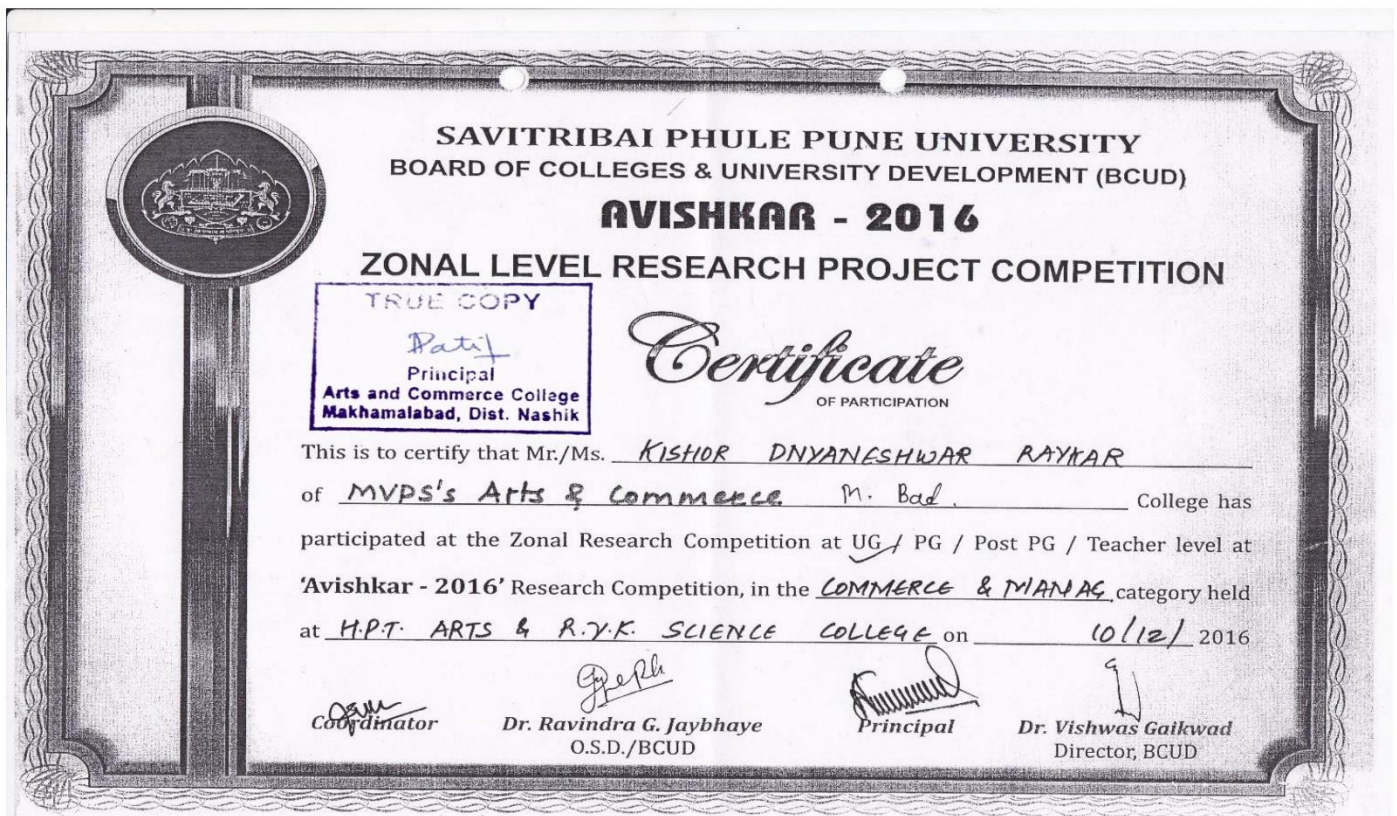 SAVITRIBAI PHULE PUNE UNIVERSITY
BOARD OF COLLEGES & UNIVERSITY DEVELOPMENT (BCUD)
AVISHKAR - 2016
ZONAL LEVEL RESEARCH PROJECT COMPETITION
TRUE COPY
Patil
Principal
Arts and Commerce College
Makhamalabad, Dist. Nashik
Certificate
OF PARTICIPATION
This is to certify that Mr./Ms. KISHOR DNYANESHWAR RAYKAR
of MVPS's Arts & Commerce M. Bad. College has
participated at the Zonal Research Competition at UG / PG / Post PG / Teacher level at
'Avishkar - 2016' Research Competition, in the COMMERCE & MANAG category held
at H.P.T. ARTS & R.Y.K. SCIENCE COLLEGE on 10/12/ 2016
Coordinator Dr. Ravindra G. Jaybhaye Principal Dr. Vishwas Gaikwad
O.S.D./BCUD Director, BCUD